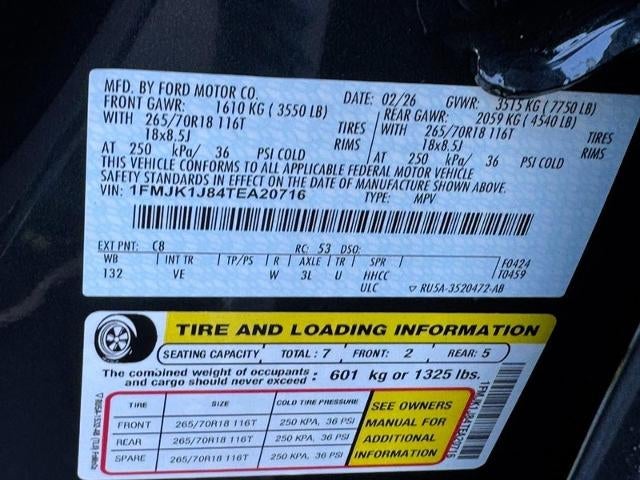 MFD. BY FORD MOTOR CO.
DATE: 02/26 GVWR: 3515 KG (7750 LB)
FRONT GAWR: 1610 KG (3550 LB) REAR GAWR: 2059 KG (4540 LB)
WITH 265/70R18 116T TIRES WITH 265/70R18 116T TIRES
18x8.5J RIMS 18x8.5J RIMS
AT 250 kPa/ 36 PSI COLD AT 250 kPa/ 36 PSI COLD
THIS VEHICLE CONFORMS TO ALL APPLICABLE FEDERAL MOTOR VEHICLE
SAFETY STANDARDS IN EFFECT ON THE DATE OF MANUFACTURE SHOWN ABOVE.
VIN: 1FMJK1J84TEA20716 TYPE: MPV
EXT PNT: C8 RC: 53 DSO:
WB INT TR TP/PS R AXLE TR SPR F0424
132 VE W 3L U HHCC T0459
ULC ▽ RU5A-3520472-AB
TIRE AND LOADING INFORMATION
SEATING CAPACITY TOTAL: 7 FRONT: 2 REAR: 5
The combined weight of occupants and cargo should never exceed: 601 kg or 1325 lbs.
TIRE SIZE COLD TIRE PRESSURE
FRONT 265/70R18 116T 250 KPA, 36 PSI
REAR 265/70R18 116T 250 KPA, 36 PSI
SPARE 265/70R18 116T 250 KPA, 36 PSI
SEE OWNERS
MANUAL FOR
ADDITIONAL
INFORMATION
1FMJK1J84TEA20716